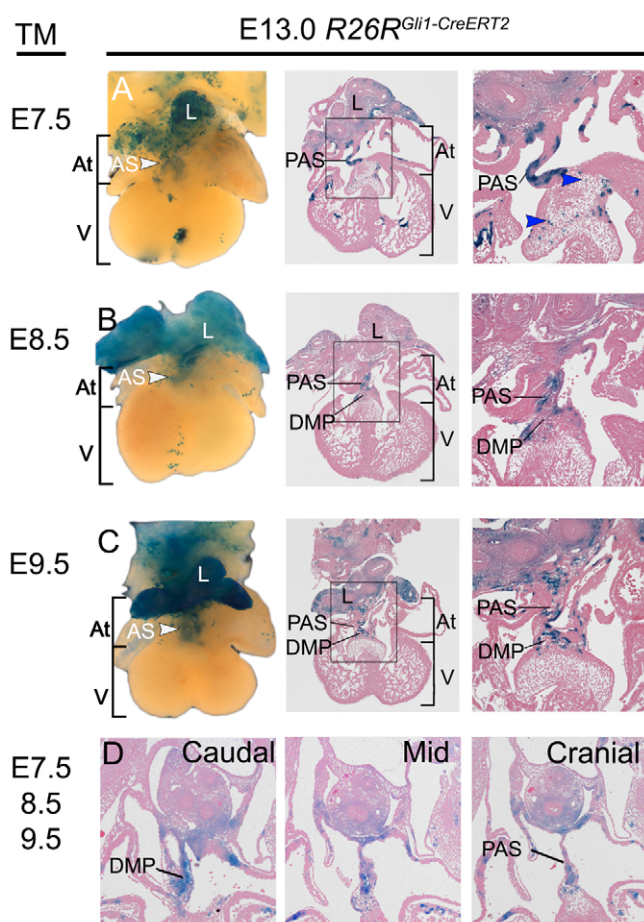 TM E13.0 R26R^Gli1-CreERT2
E7.5
A
L
AS
At
V
PAS
At
V
PAS
E8.5
B
L
AS
At
V
L
PAS
DMP
At
V
PAS
DMP
E9.5
C
L
AS
At
V
L
PAS
DMP
At
V
PAS
DMP
E7.5
8.5
9.5
D Caudal Mid Cranial
DMP
PAS